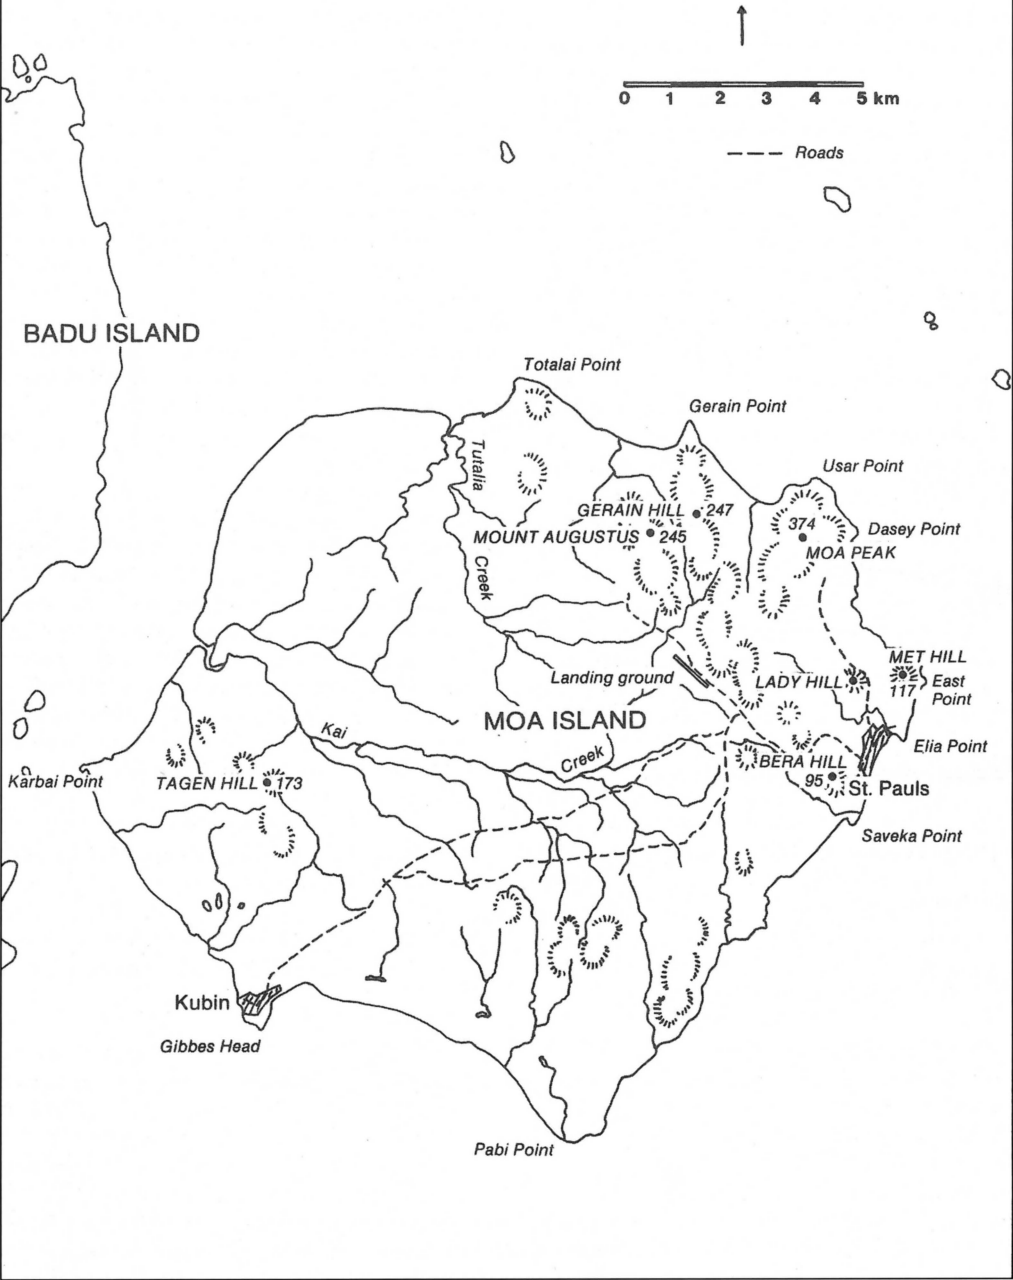 0 1 2 3 4 5 km
Roads
BADU ISLAND
Totalai Point
Gerain Point
Usar Point
Tutalia
Creek
GERAIN HILL 247
MOUNT AUGUSTUS 245
374
MOA PEAK
Dasey Point
MET HILL
117
East
Point
LADY HILL
Landing ground
MOA ISLAND
Kai
Creek
Elia Point
BERA HILL
95
St. Pauls
Karbai Point
TAGEN HILL 173
Saveka Point
Kubin
Gibbes Head
Pabi Point